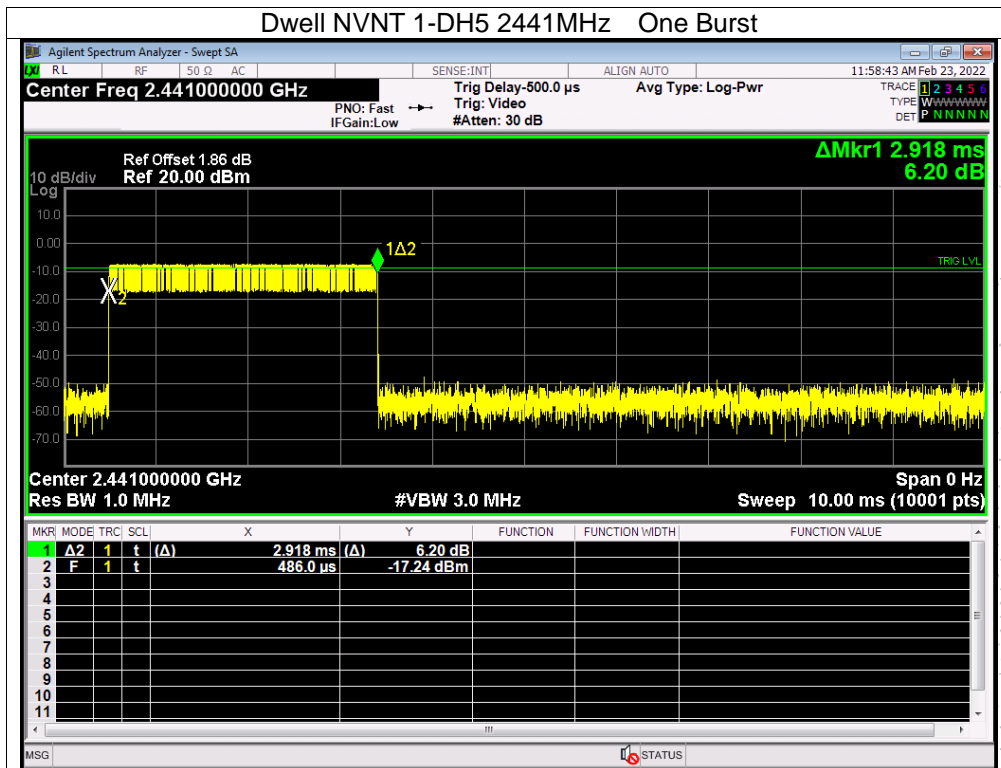 Dwell NVNT 1-DH5 2441MHz One Burst
Agilent Spectrum Analyzer - Swept SA
LXI RL RF 50 Ω AC SENSE:INT ALIGN AUTO 11:58:43 AM Feb 23, 2022
Center Freq 2.441000000 GHz Trig Delay-500.0 µs Avg Type: Log-Pwr TRACE 1 2 3 4 5 6
PNO: Fast Trig: Video TYPE WWWWWW
IFGain:Low #Atten: 30 dB DET P N N N N N
ΔMkr1 2.918 ms
6.20 dB
Ref Offset 1.86 dB
10 dB/div Ref 20.00 dBm
Log
10.0
0.00
1Δ2
-10.0
TRIG LVL
X2
-20.0
-30.0
-40.0
-50.0
-60.0
-70.0
Center 2.441000000 GHz Span 0 Hz
Res BW 1.0 MHz #VBW 3.0 MHz Sweep 10.00 ms (10001 pts)
MKR MODE TRC SCL X Y FUNCTION FUNCTION WIDTH FUNCTION VALUE
1 Δ2 1 t (Δ) 2.918 ms (Δ) 6.20 dB
2 F 1 t 486.0 µs -17.24 dBm
3
4
5
6
7
8
9
10
11
MSG STATUS